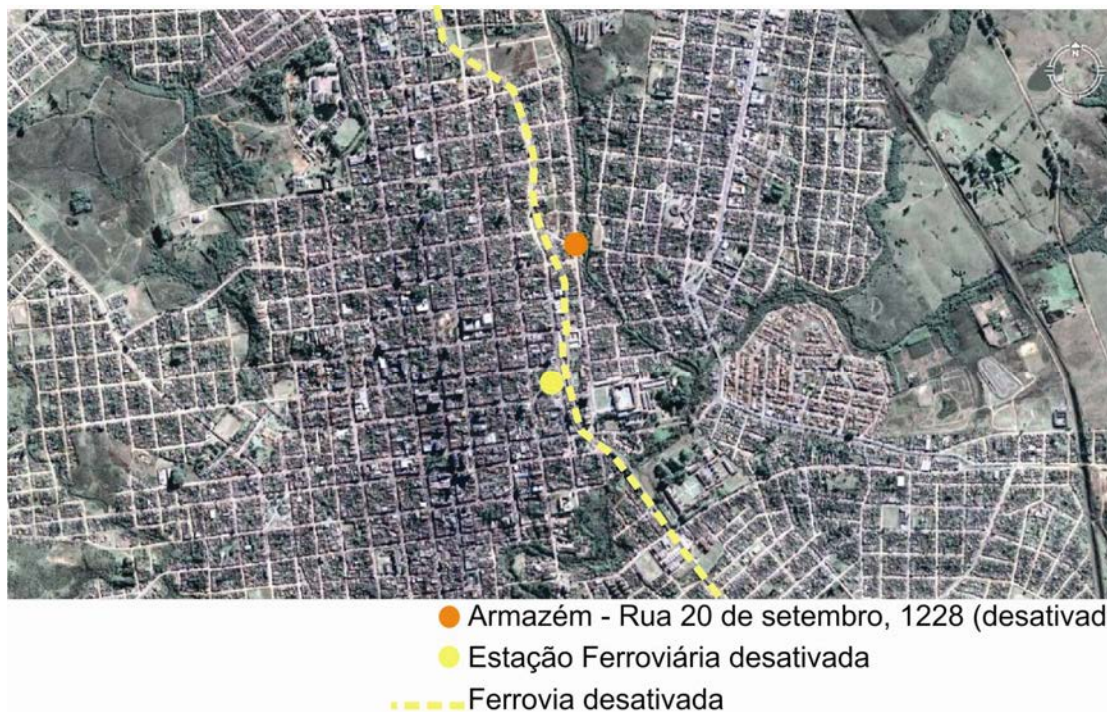 N
Armazém - Rua 20 de setembro, 1228 (desativad
Estação Ferroviária desativada
Ferrovia desativada